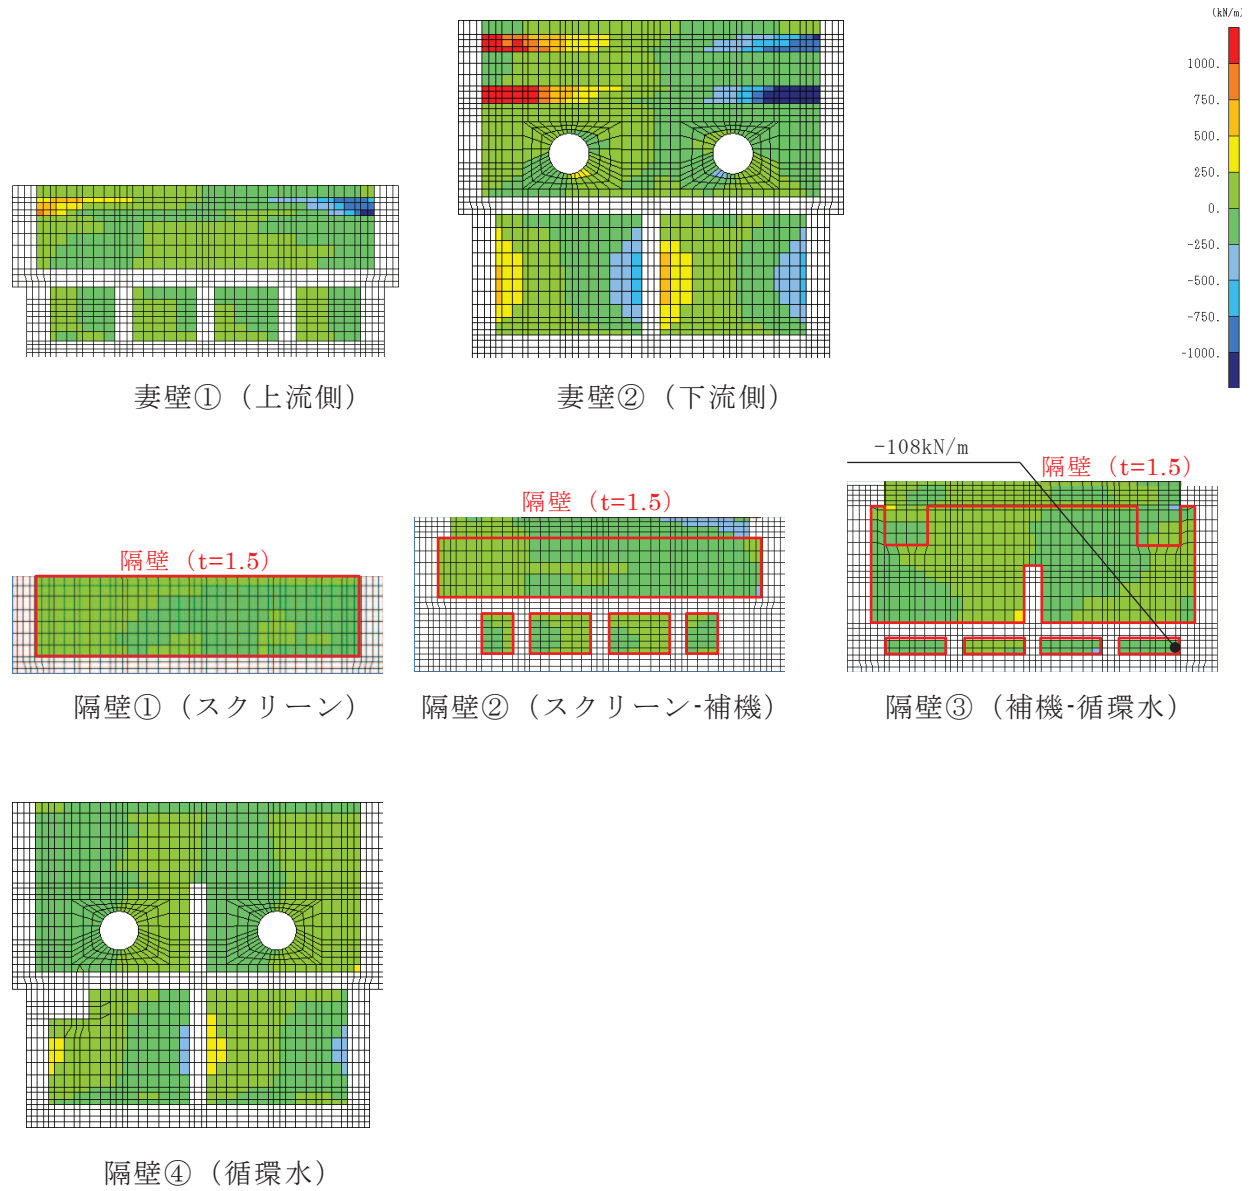 (kN/m)
1000.
750.
500.
250.
0.
-250.
-500.
-750.
-1000.
妻壁①（上流側）
妻壁②（下流側）
-108kN/m
隔壁（t=1.5）
隔壁（t=1.5）
隔壁（t=1.5）
隔壁①（スクリーン）
隔壁②（スクリーン-補機）
隔壁③（補機-循環水）
隔壁④（循環水）